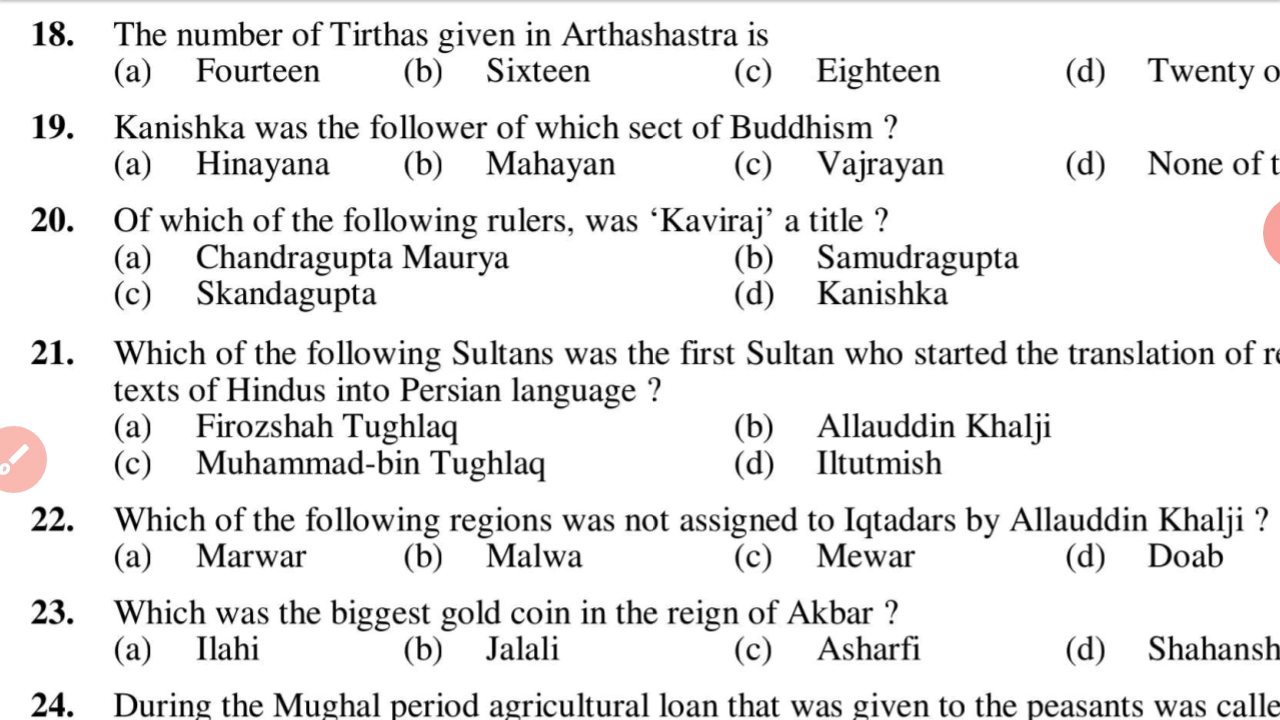 18. The number of Tirthas given in Arthashastra is
(a) Fourteen (b) Sixteen (c) Eighteen (d) Twenty
19. Kanishka was the follower of which sect of Buddhism ?
(a) Hinayana (b) Mahayan (c) Vajrayan (d) None of
20. Of which of the following rulers, was ‘Kaviraj’ a title ?
(a) Chandragupta Maurya (b) Samudragupta
(c) Skandagupta (d) Kanishka
21. Which of the following Sultans was the first Sultan who started the translation of
texts of Hindus into Persian language ?
(a) Firozshah Tughlaq (b) Allauddin Khalji
(c) Muhammad-bin Tughlaq (d) Iltutmish
22. Which of the following regions was not assigned to Iqtadars by Allauddin Khalji ?
(a) Marwar (b) Malwa (c) Mewar (d) Doab
23. Which was the biggest gold coin in the reign of Akbar ?
(a) Ilahi (b) Jalali (c) Asharfi (d) Shahansh
24. During the Mughal period agricultural loan that was given to the peasants was calle